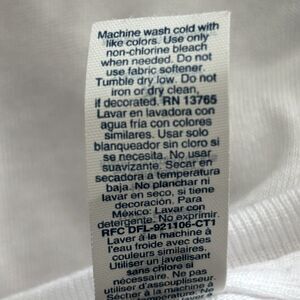 Machine wash cold with
like colors. Use only
non-chlorine bleach
when needed. Do not
use fabric softener.
Tumble dry low. Do not
iron or dry clean,
if decorated. RN 13765
Lavar en lavadora con
agua fria con colores
similares. Usar solo
blanqueador sin cloro si
se necesita. No usar
suavizante. Secar en
secadora a temperatura
baja. No planchar ni
lavar en seco, si tiene
decoración. Para
México: Lavar con
detergente. No exprimir.
RFC DFL-921106-CT1
Laver à la machine à
l'eau froide avec des
couleurs similaires.
Utiliser un javellisant
sans chlore si
nécessaire. Ne pas
utiliser d'assouplisseur.
Sécher à la machine à
température